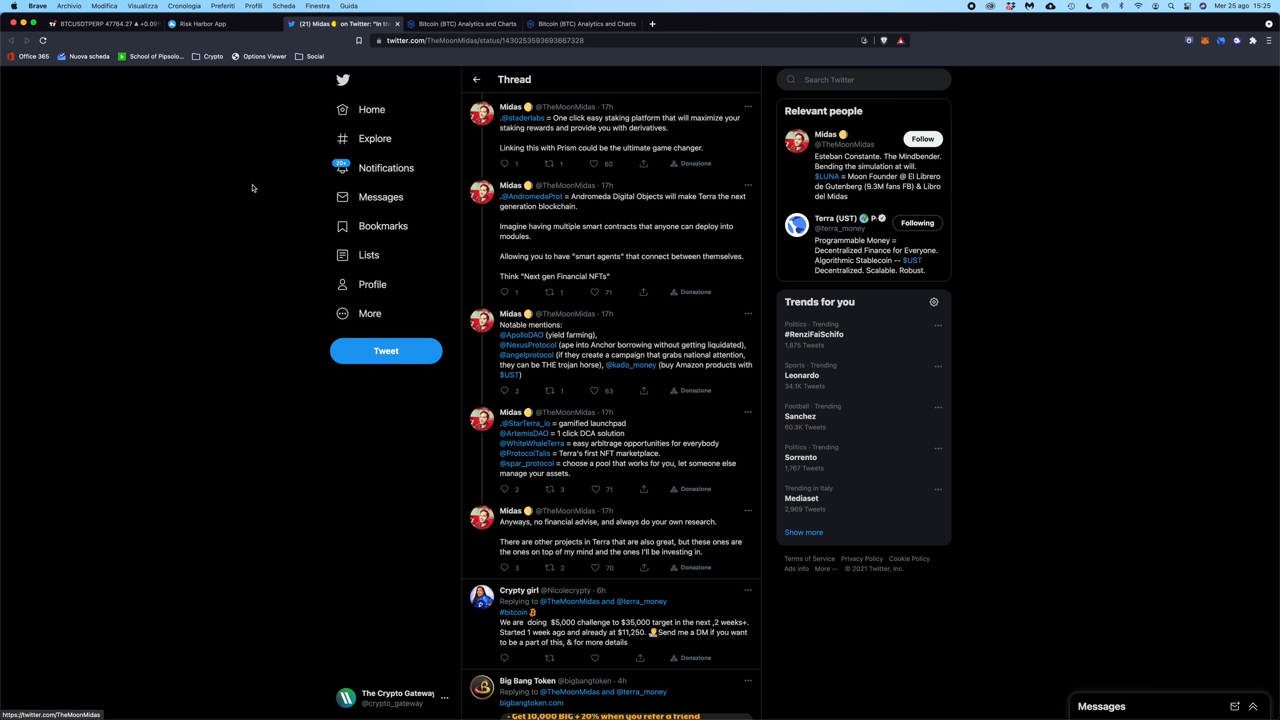 Brave Archivio Modifica Visualizza Cronologia Preferiti Profili Scheda Finestra Guida Mer 25 ago 15:25
BTCUSDTPERP 47764.27 ▲ +0.09% Risk Harbor App (21) Midas on Twitter: "In th Bitcoin (BTC) Analytics and Charts Bitcoin (BTC) Analytics and Charts
twitter.com/TheMoonMidas/status/1430253593693667328
Office 365 Nuova scheda School of Pipsolo... Crypto Options Viewer Social
Home
Explore
20+
Notifications
Messages
Bookmarks
Lists
Profile
More
Tweet
The Crypto Gateway
@crypto_gateway
https://twitter.com/TheMoonMidas
Thread
Midas @TheMoonMidas · 17h
.@staderlabs = One click easy staking platform that will maximize your
staking rewards and provide you with derivatives.
Linking this with Prism could be the ultimate game changer.
1 1 60 Donazione
Midas @TheMoonMidas · 17h
.@AndromedaProt = Andromeda Digital Objects will make Terra the next
generation blockchain.
Imagine having multiple smart contracts that anyone can deploy into
modules.
Allowing you to have "smart agents" that connect between themselves.
Think "Next gen Financial NFTs"
1 1 71 Donazione
Midas @TheMoonMidas · 17h
Notable mentions:
@ApolloDAO (yield farming),
@NexusProtocol (ape into Anchor borrowing without getting liquidated),
@angelprotocol (if they create a campaign that grabs national attention,
they can be THE trojan horse), @kado_money (buy Amazon products with
$UST)
2 1 63 Donazione
Midas @TheMoonMidas · 17h
.@StarTerra_io = gamified launchpad
@ArtemisDAO = 1 click DCA solution
@WhiteWhaleTerra = easy arbitrage opportunities for everybody
@ProtocolTalis = Terra's first NFT marketplace.
@spar_protocol = choose a pool that works for you, let someone else
manage your assets.
2 3 71 Donazione
Midas @TheMoonMidas · 17h
Anyways, no financial advise, and always do your own research.
There are other projects in Terra that are also great, but these ones are
the ones on top of my mind and the ones I'll be investing in.
3 2 70 Donazione
Crypty girl @Nicolecrypty · 6h
Replying to @TheMoonMidas and @terra_money
#bitcoin
We are doing $5,000 challenge to $35,000 target in the next ,2 weeks+.
Started 1 week ago and already at $11,250. Send me a DM if you want
to be a part of this, & for more details
Donazione
Big Bang Token @bigbangtoken · 4h
Replying to @TheMoonMidas and @terra_money
bigbangtoken.com
- Get 10,000 BIG + 20% when you refer a friend
Search Twitter
Relevant people
Midas
@TheMoonMidas
Follow
Esteban Constante. The Mindbender.
Bending the simulation at will.
$LUNA = Moon Founder @ El Librero
de Gutenberg (9.3M fans FB) & Libro
del Midas
Terra (UST) P
@terra_money
Following
Programmable Money =
Decentralized Finance for Everyone.
Algorithmic Stablecoin -- $UST
Decentralized. Scalable. Robust.
Trends for you
Politics · Trending
#RenziFaiSchifo
1,875 Tweets
Sports · Trending
Leonardo
34.1K Tweets
Football · Trending
Sanchez
60.3K Tweets
Politics · Trending
Sorrento
1,767 Tweets
Trending in Italy
Mediaset
2,969 Tweets
Show more
Terms of Service Privacy Policy Cookie Policy
Ads info More ··· © 2021 Twitter, Inc.
Messages